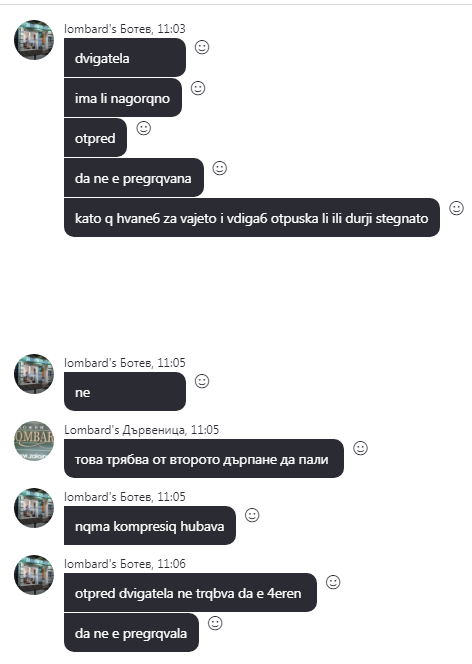 lombard's Ботев, 11:03
dvigatela
ima li nagorqno
otpred
da ne e pregrqvana
kato q hvane6 za vajeto i vdiga6 otpuska li ili durji stegnato
lombard's Ботев, 11:05
ne
Lombard's Дървеница, 11:05
това трябва от второто дърпане да пали
lombard's Ботев, 11:05
nqma kompresiq hubava
lombard's Ботев, 11:06
otpred dvigatela ne trqbva da e 4eren
da ne e pregrqvala